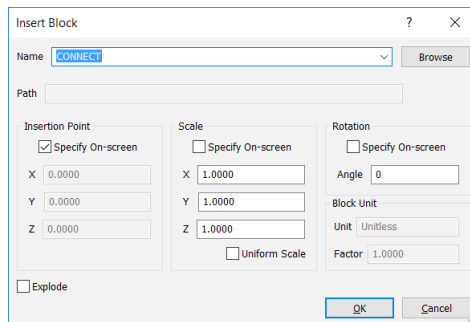 Insert Block ? ×
Name CONNECT Browse
Path
Insertion Point Scale Rotation
Specify On-screen Specify On-screen Specify On-screen
X 0.0000 X 1.0000 Angle 0
Y 0.0000 Y 1.0000 Block Unit
Z 0.0000 Z 1.0000 Unit Unitless
Uniform Scale Factor 1.0000
Explode
OK Cancel